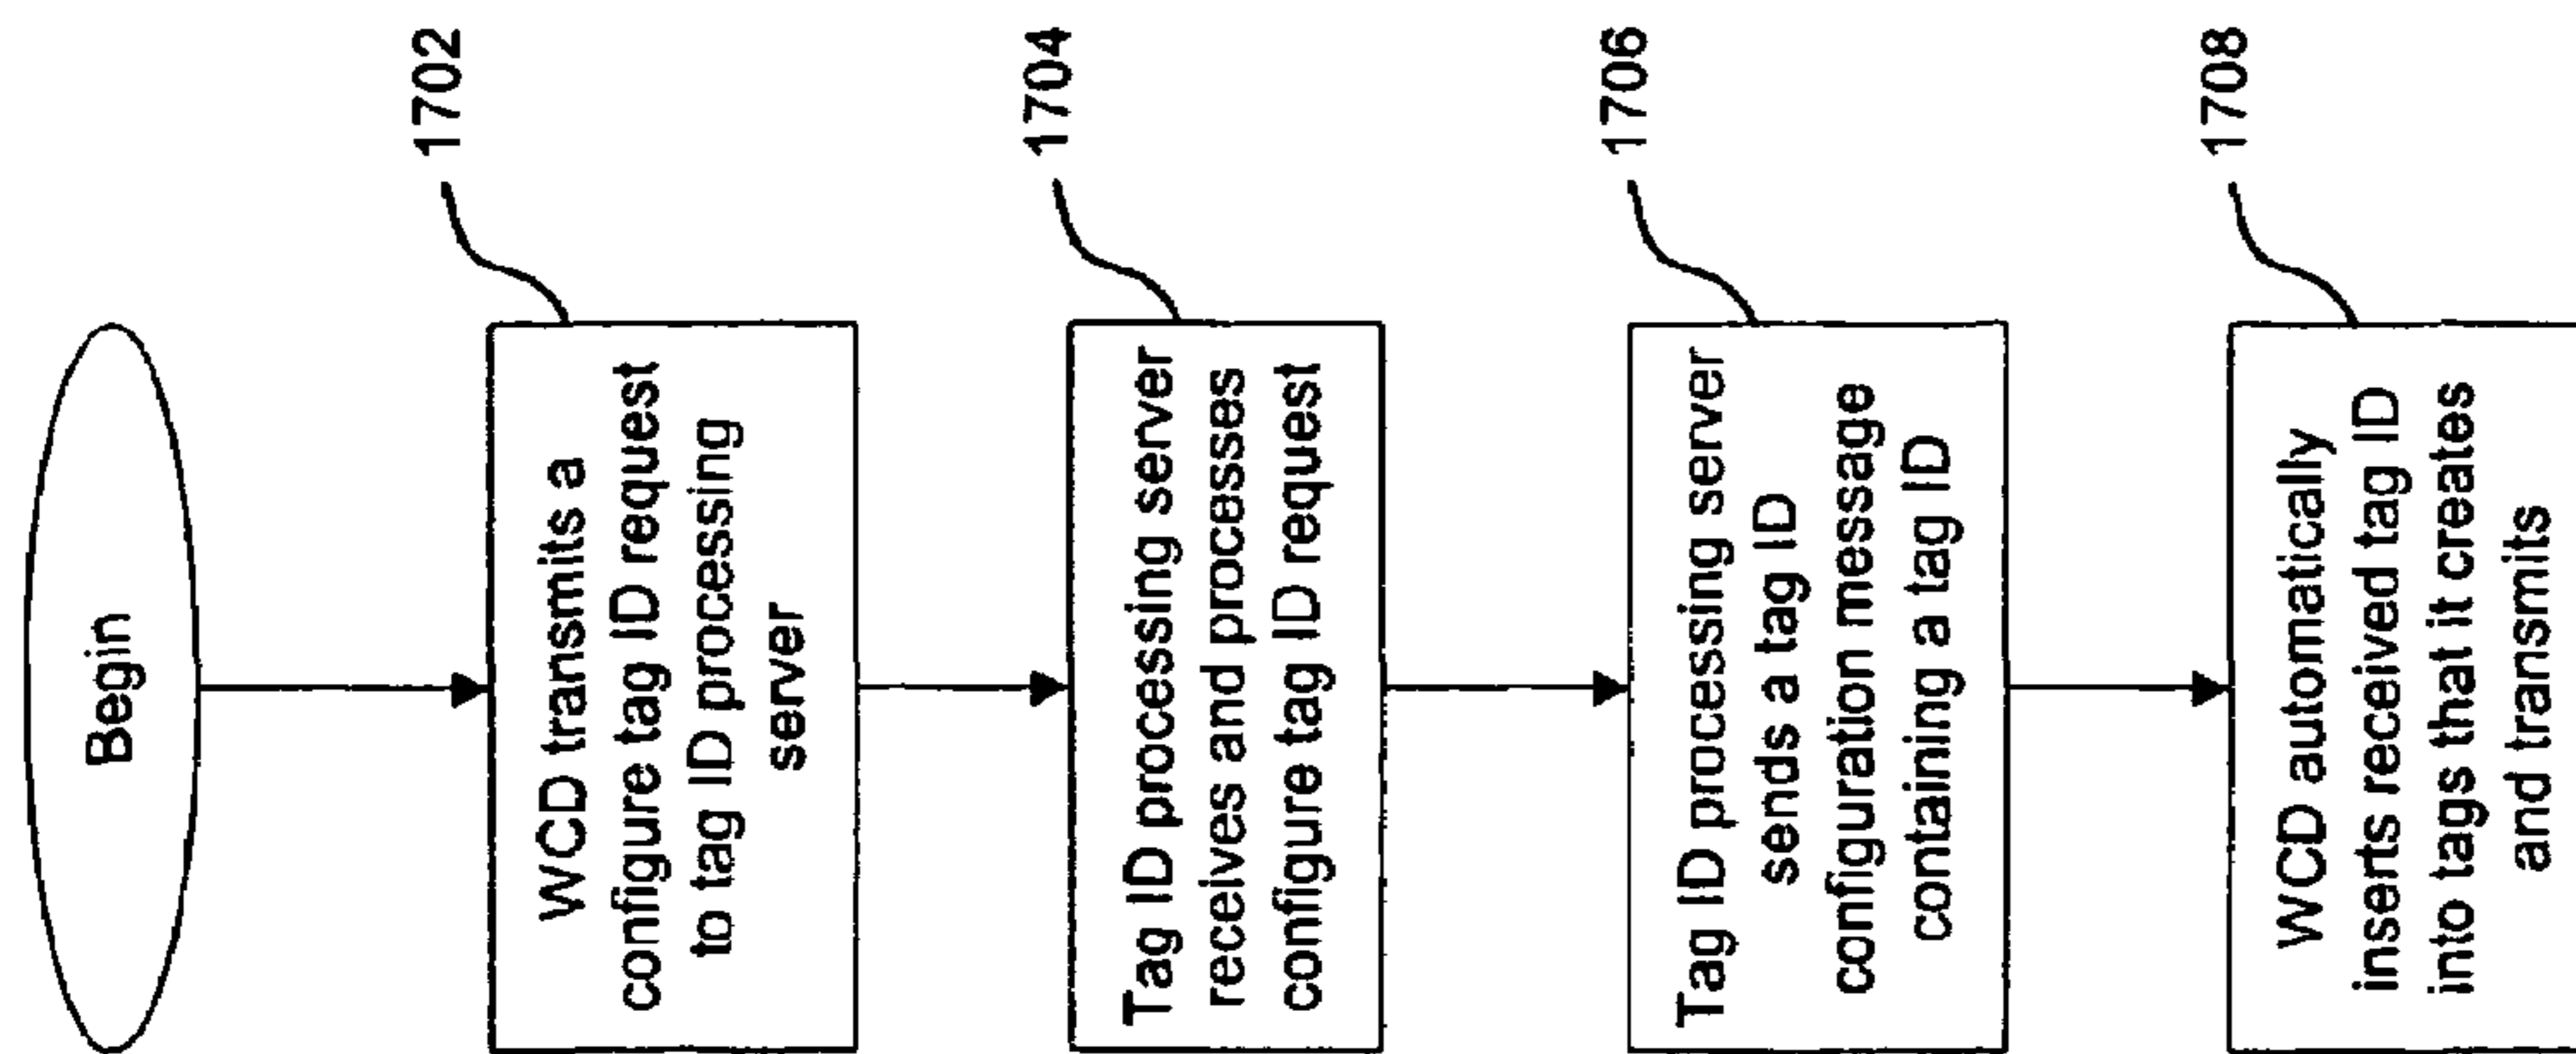 Begin
1702
WCD transmits a
configure tag ID request
to tag ID processing
server
1704
Tag ID processing server
receives and processes
configure tag ID request
1706
Tag ID processing server
sends a tag ID
configuration message
containing a tag ID
1708
WCD automatically
inserts received tag ID
into tags that it creates
and transmits